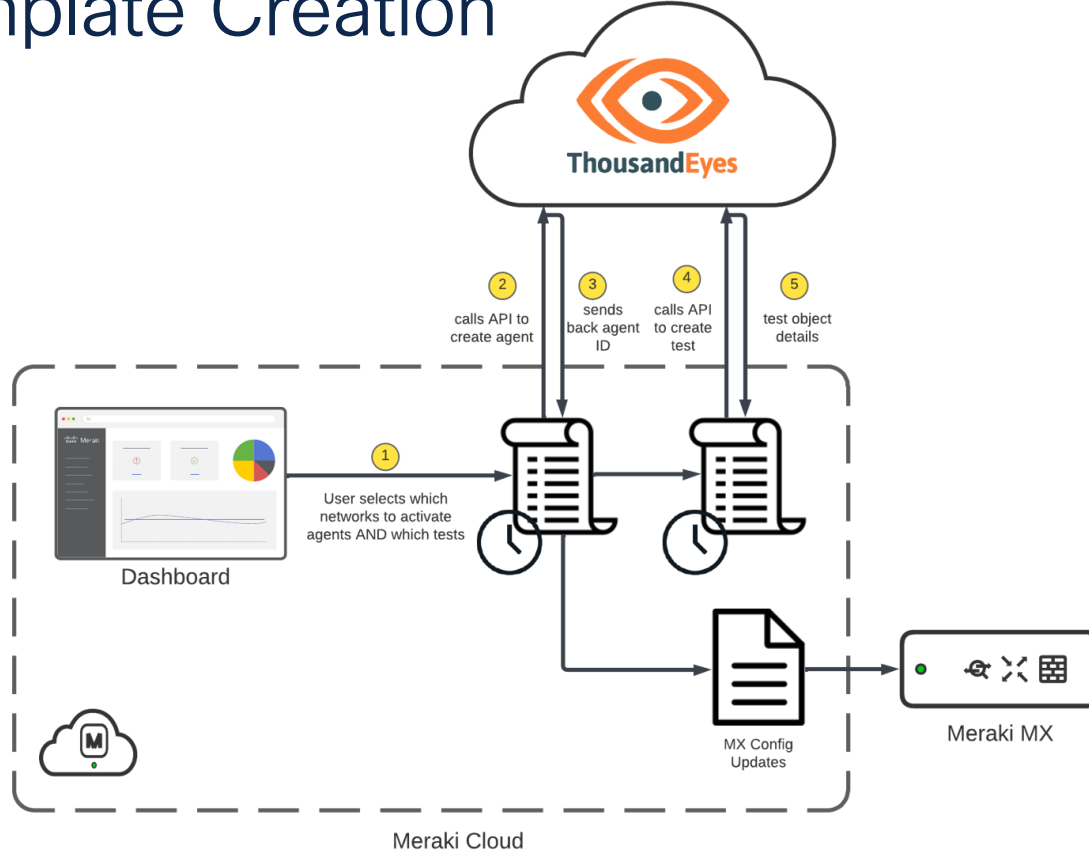 nplate Creation
ThousandEyes
2
3
4
5
calls API to
create agent
sends
back agent
ID
calls API
to create
test
test object
details
Meraki
1
User selects which
networks to activate
agents AND which tests
Dashboard
M
MX Config
Updates
Meraki MX
Meraki Cloud